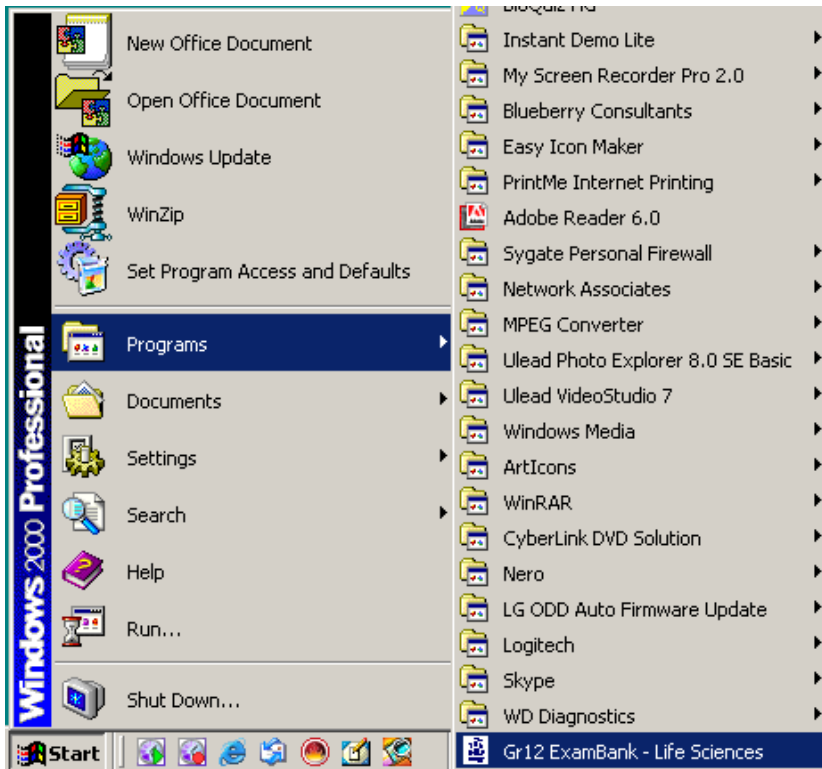 New Office Document
Open Office Document
Windows Update
WinZip
Set Program Access and Defaults
Programs
Documents
Settings
Search
Help
Run...
Shut Down...
Windows 2000 Professional
Start
Instant Demo Lite
My Screen Recorder Pro 2.0
Blueberry Consultants
Easy Icon Maker
PrintMe Internet Printing
Adobe Reader 6.0
Sygate Personal Firewall
Network Associates
MPEG Converter
Ulead Photo Explorer 8.0 SE Basic
Ulead VideoStudio 7
Windows Media
ArtIcons
WinRAR
CyberLink DVD Solution
Nero
LG ODD Auto Firmware Update
Logitech
Skype
WD Diagnostics
Gr12 ExamBank - Life Sciences